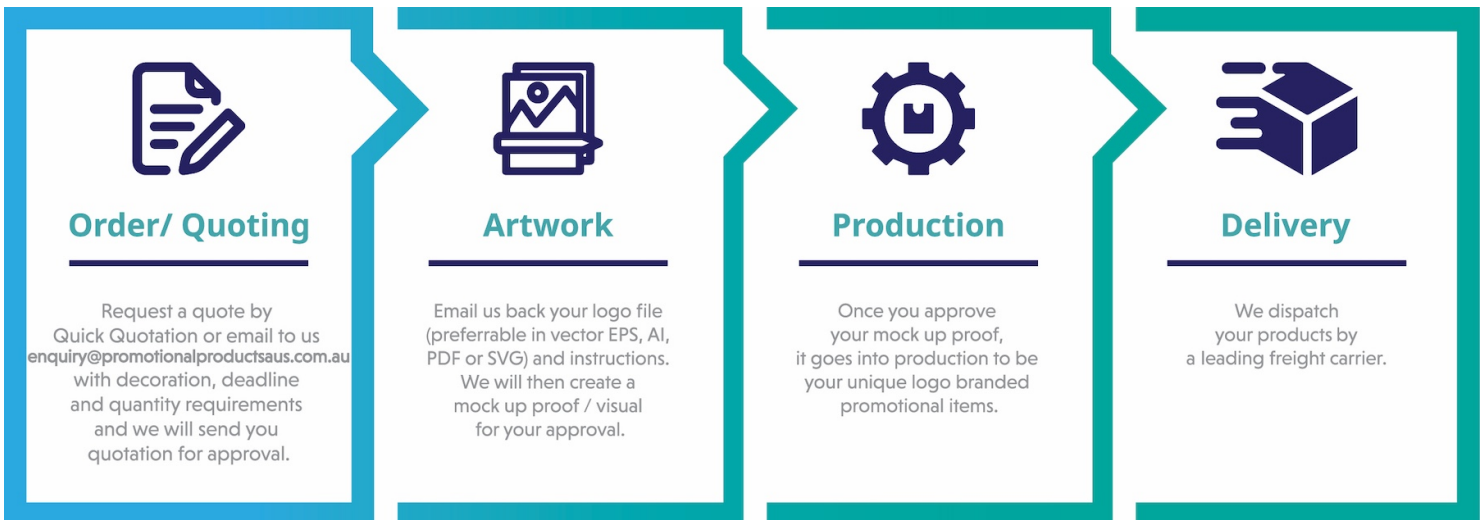 Order/ Quoting
Request a quote by
Quick Quotation or email to us
enquiry@promotionalproductsaus.com.au
with decoration, deadline
and quantity requirements
and we will send you
quotation for approval.
Artwork
Email us back your logo file
(preferrable in vector EPS, AI,
PDF or SVG) and instructions.
We will then create a
mock up proof / visual
for your approval.
Production
Once you approve
your mock up proof,
it goes into production to be
your unique logo branded
promotional items.
Delivery
We dispatch
your products by
a leading freight carrier.